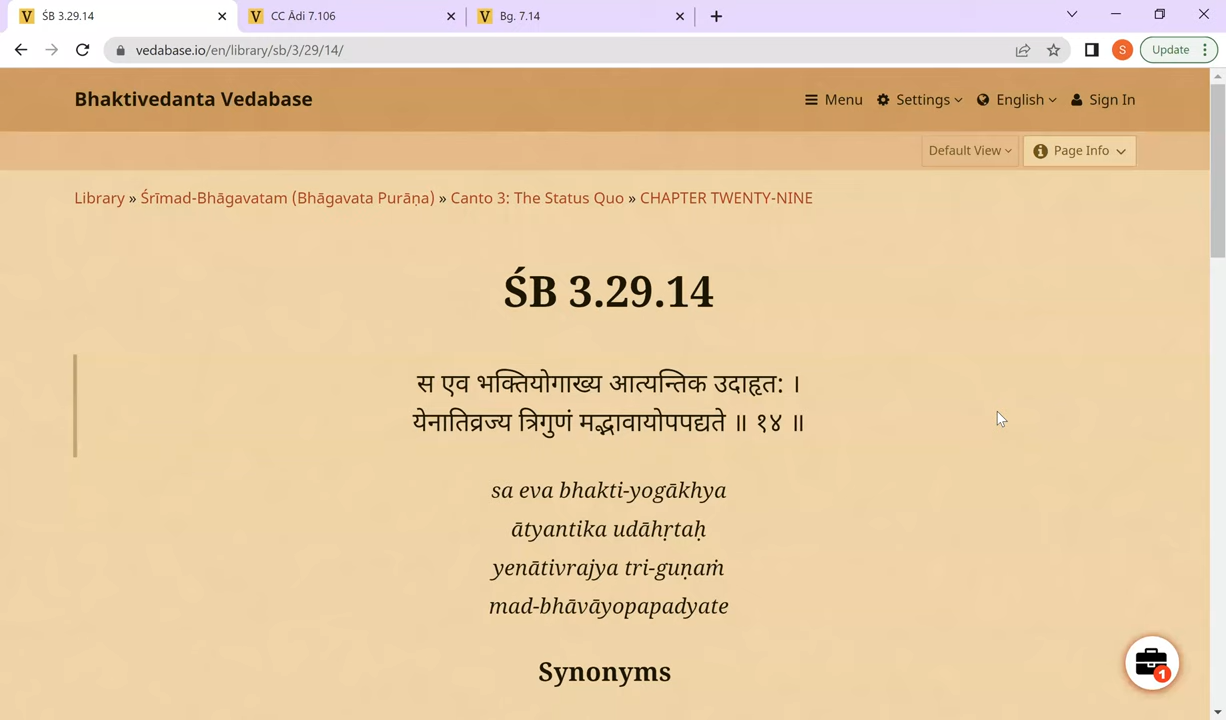 ŚB 3.29.14
CC Ādi 7.106
Bg. 7.14
vedabase.io/en/library/sb/3/29/14/
S
Update
Bhaktivedanta Vedabase
Menu
Settings
English
Sign In
Default View
Page Info
Library » Śrīmad-Bhāgavatam (Bhāgavata Purāṇa) » Canto 3: The Status Quo » CHAPTER TWENTY-NINE
ŚB 3.29.14
स एव भक्तियोगाख्य आत्यन्तिक उदाहृत: ।
येनातिव्रज्य त्रिगुणं मद्भावायोपपद्यते ॥ १४ ॥
sa eva bhakti-yogākhya
ātyantika udāhṛtaḥ
yenātivrajya tri-guṇaṁ
mad-bhāvāyopapadyate
Synonyms
1